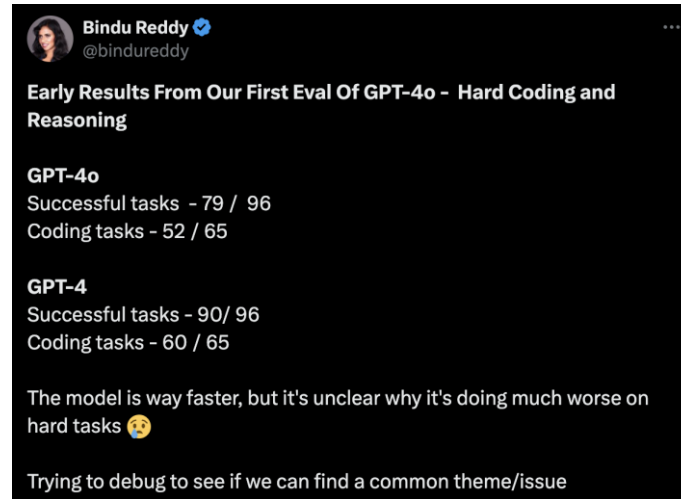 Bindu Reddy
@bindureddy
Early Results From Our First Eval Of GPT-4o - Hard Coding and
Reasoning
GPT-4o
Successful tasks - 79 / 96
Coding tasks - 52 / 65
GPT-4
Successful tasks - 90/ 96
Coding tasks - 60 / 65
The model is way faster, but it's unclear why it's doing much worse on
hard tasks 😢
Trying to debug to see if we can find a common theme/issue